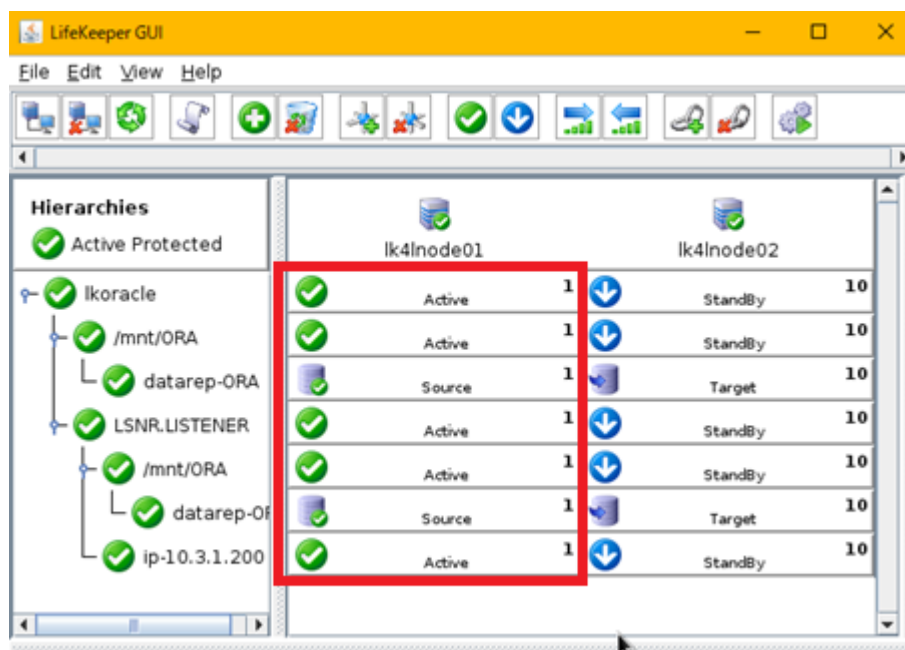 LifeKeeper GUI
File Edit View Help
Hierarchies
Active Protected
lk4lnode01 lk4lnode02
lkoracle Active 1 StandBy 10
/mnt/ORA Active 1 StandBy 10
datarep-ORA Source 1 Target 10
LSNR.LISTENER Active 1 StandBy 10
/mnt/ORA Active 1 StandBy 10
datarep-OR Source 1 Target 10
ip-10.3.1.200 Active 1 StandBy 10